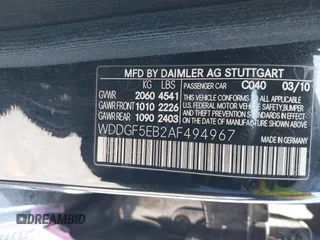 MFD BY DAIMLER AG STUTTGART
KG LBS PASSENGER CAR C040 03/10
GVWR 2060 4541
GAWR FRONT 1010 2226
GAWR REAR 1090 2403
THIS VEHICLE CONFORMS TO ALL APPLICABLE
U.S. FEDERAL MOTOR VEHICLE SAFETY,
BUMPER, AND THEFT PREVENTION STANDARDS
IN EFFECT ON THE DATE OF
MANUFACTURE SHOWN ABOVE.
WDDGF5EB2AF494967
MADE IN GERMANY
DREAMBID